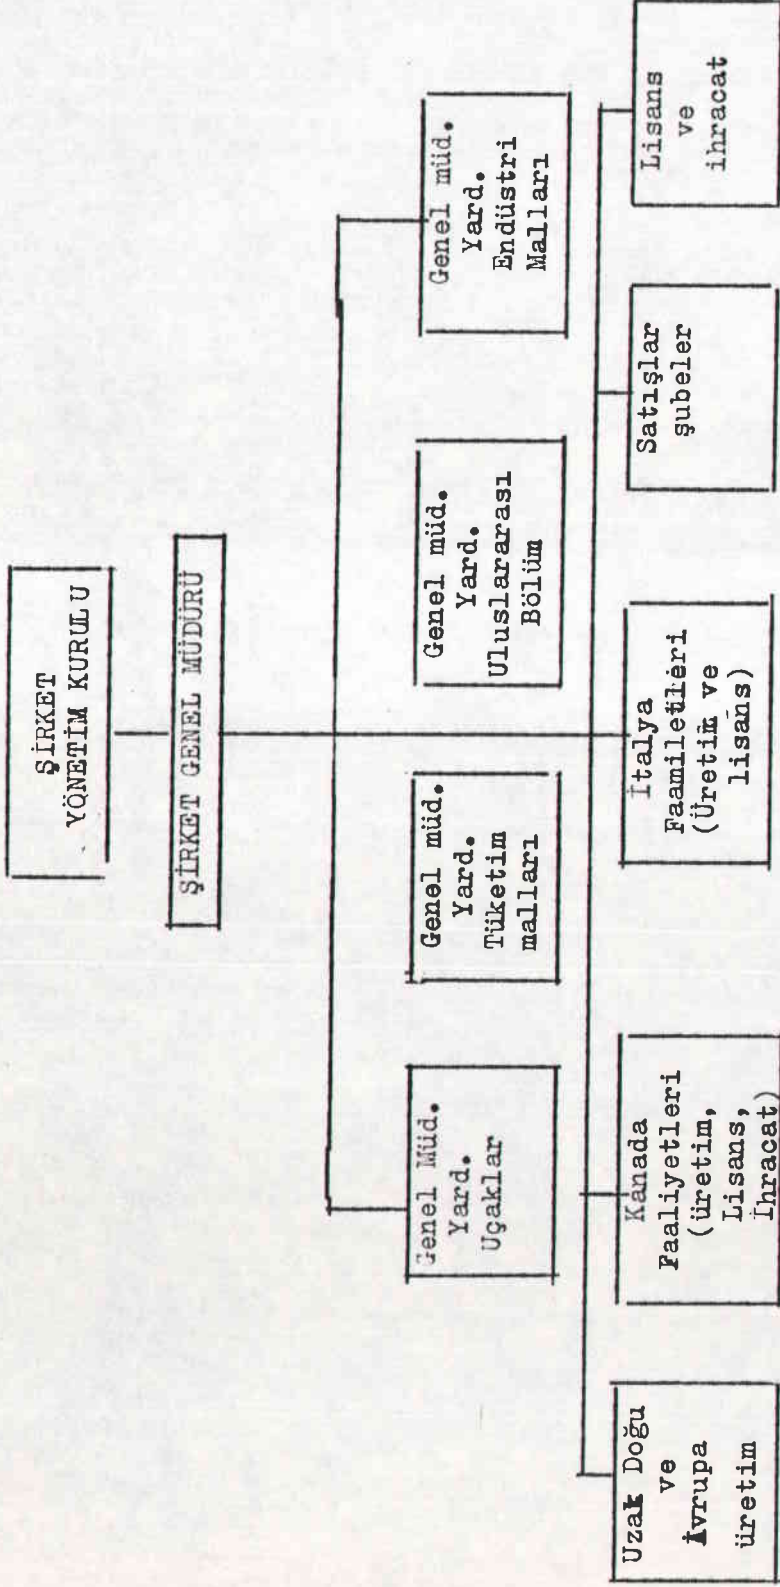 ŞİRKET
YÖNETİM KURULU
ŞİRKET GENEL MÜDÜRÜ
Genel Müd.
Yard.
Uçaklar
Genel müd.
Yard.
Tüketim
malları
Genel müd.
Yard.
Uluslararası
Bölüm
Genel müd.
Yard.
Endüstri
Malları
Uzak Doğu
ve
Avrupa
üretim
Kanada
Faaliyetleri
(üretim,
Lisans,
İhracat)
İtalya
Faamiletleri
(Üretim ve
lisans)
Satışlar
şubeler
Lisans
ve
ihracat